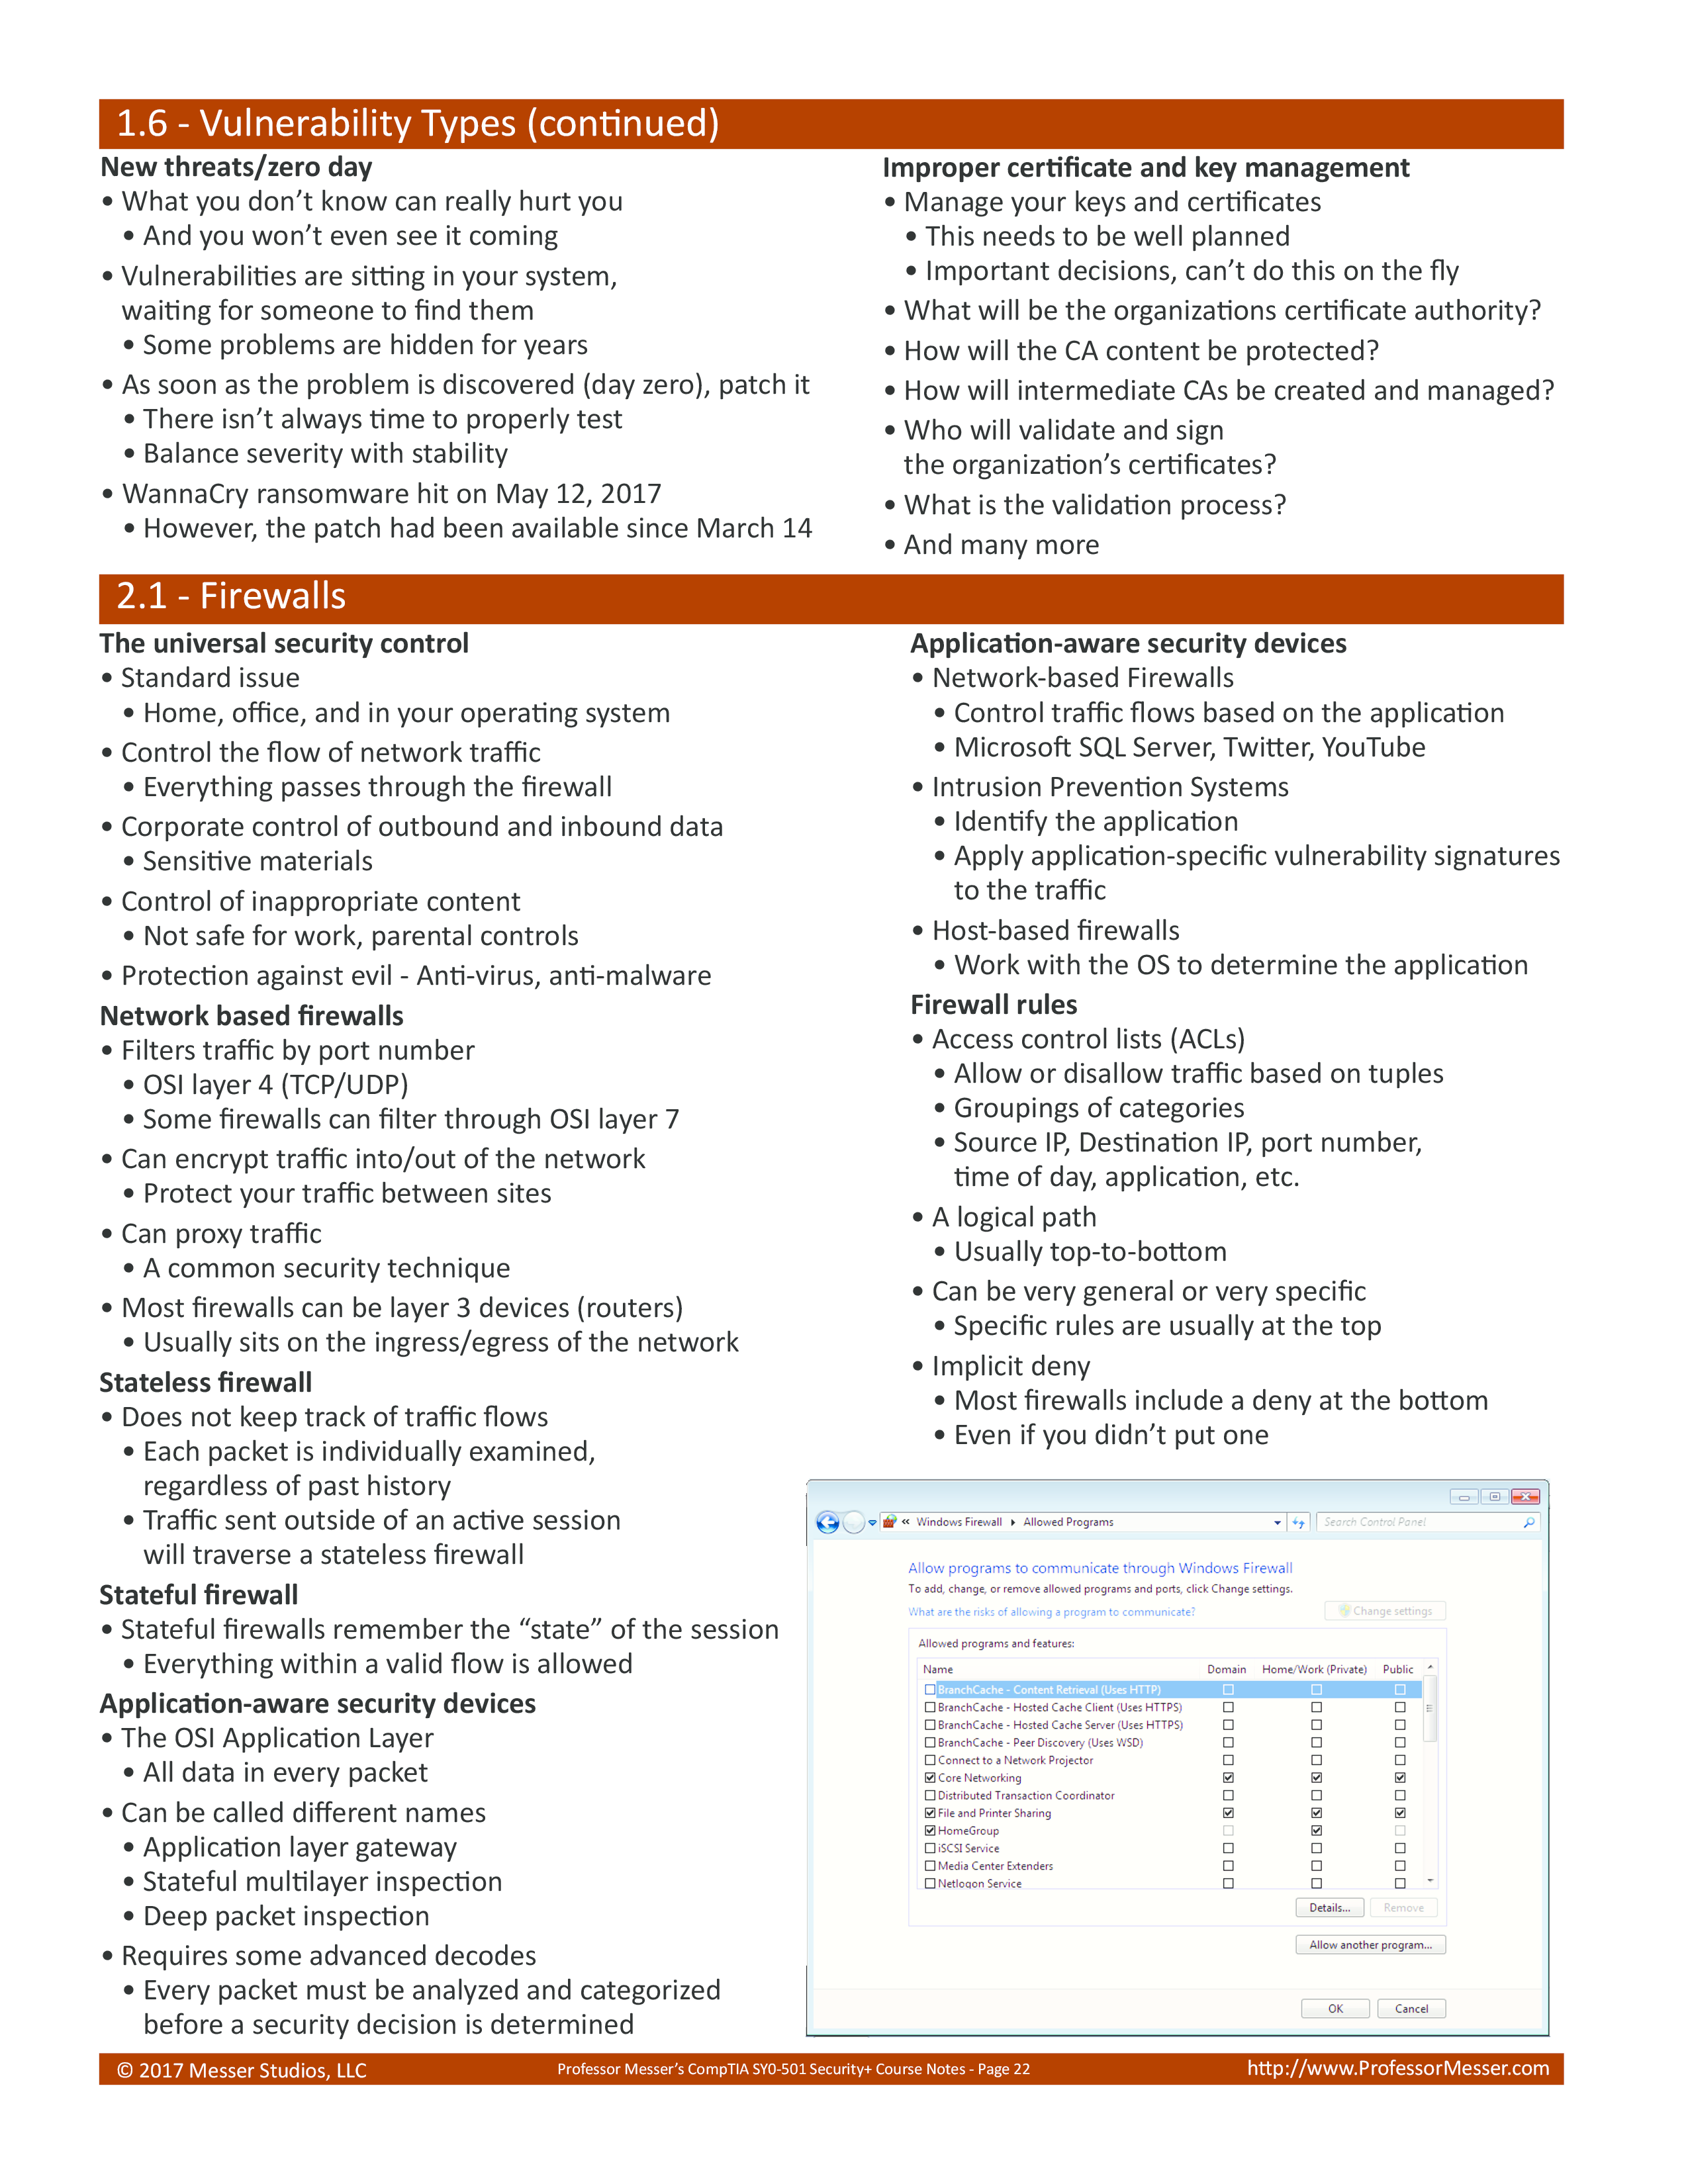 1.6 - Vulnerability Types (continued)
New threats/zero day
• What you don’t know can really hurt you
• And you won’t even see it coming
• Vulnerabilities are sitting in your system,
waiting for someone to find them
• Some problems are hidden for years
• As soon as the problem is discovered (day zero), patch it
• There isn’t always time to properly test
• Balance severity with stability
• WannaCry ransomware hit on May 12, 2017
• However, the patch had been available since March 14
Improper certificate and key management
• Manage your keys and certificates
• This needs to be well planned
• Important decisions, can’t do this on the fly
• What will be the organizations certificate authority?
• How will the CA content be protected?
• How will intermediate CAs be created and managed?
• Who will validate and sign
the organization’s certificates?
• What is the validation process?
• And many more
2.1 - Firewalls
The universal security control
• Standard issue
• Home, office, and in your operating system
• Control the flow of network traffic
• Everything passes through the firewall
• Corporate control of outbound and inbound data
• Sensitive materials
• Control of inappropriate content
• Not safe for work, parental controls
• Protection against evil - Anti-virus, anti-malware
Network based firewalls
• Filters traffic by port number
• OSI layer 4 (TCP/UDP)
• Some firewalls can filter through OSI layer 7
• Can encrypt traffic into/out of the network
• Protect your traffic between sites
• Can proxy traffic
• A common security technique
• Most firewalls can be layer 3 devices (routers)
• Usually sits on the ingress/egress of the network
Stateless firewall
• Does not keep track of traffic flows
• Each packet is individually examined,
regardless of past history
• Traffic sent outside of an active session
will traverse a stateless firewall
Stateful firewall
• Stateful firewalls remember the “state” of the session
• Everything within a valid flow is allowed
Application-aware security devices
• The OSI Application Layer
• All data in every packet
• Can be called different names
• Application layer gateway
• Stateful multilayer inspection
• Deep packet inspection
• Requires some advanced decodes
• Every packet must be analyzed and categorized
before a security decision is determined
Application-aware security devices
• Network-based Firewalls
• Control traffic flows based on the application
• Microsoft SQL Server, Twitter, YouTube
• Intrusion Prevention Systems
• Identify the application
• Apply application-specific vulnerability signatures
to the traffic
• Host-based firewalls
• Work with the OS to determine the application
Firewall rules
• Access control lists (ACLs)
• Allow or disallow traffic based on tuples
• Groupings of categories
• Source IP, Destination IP, port number,
time of day, application, etc.
• A logical path
• Usually top-to-bottom
• Can be very general or very specific
• Specific rules are usually at the top
• Implicit deny
• Most firewalls include a deny at the bottom
• Even if you didn’t put one
« Windows Firewall Allowed Programs Search Control Panel
Allow programs to communicate through Windows Firewall
To add, change, or remove allowed programs and ports, click Change settings.
What are the risks of allowing a program to communicate? Change settings
Allowed programs and features:
Name Domain Home/Work (Private) Public
BranchCache - Content Retrieval (Uses HTTP)
BranchCache - Hosted Cache Client (Uses HTTPS)
BranchCache - Hosted Cache Server (Uses HTTPS)
BranchCache - Peer Discovery (Uses WSD)
Connect to a Network Projector
Core Networking
Distributed Transaction Coordinator
File and Printer Sharing
HomeGroup
iSCSI Service
Media Center Extenders
Netlogon Service
Details... Remove
Allow another program...
OK Cancel
© 2017 Messer Studios, LLC Professor Messer’s CompTIA SY0-501 Security+ Course Notes - Page 22 http://www.ProfessorMesser.com